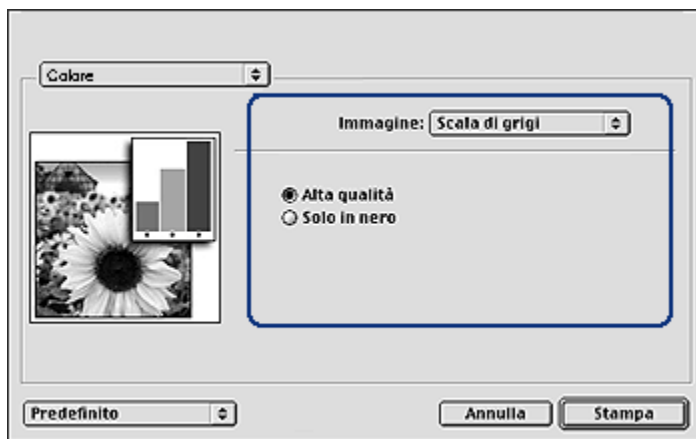 Colore
Immagine: Scala di grigi
Alta qualità
Solo in nero
Predefinito
Annulla
Stampa